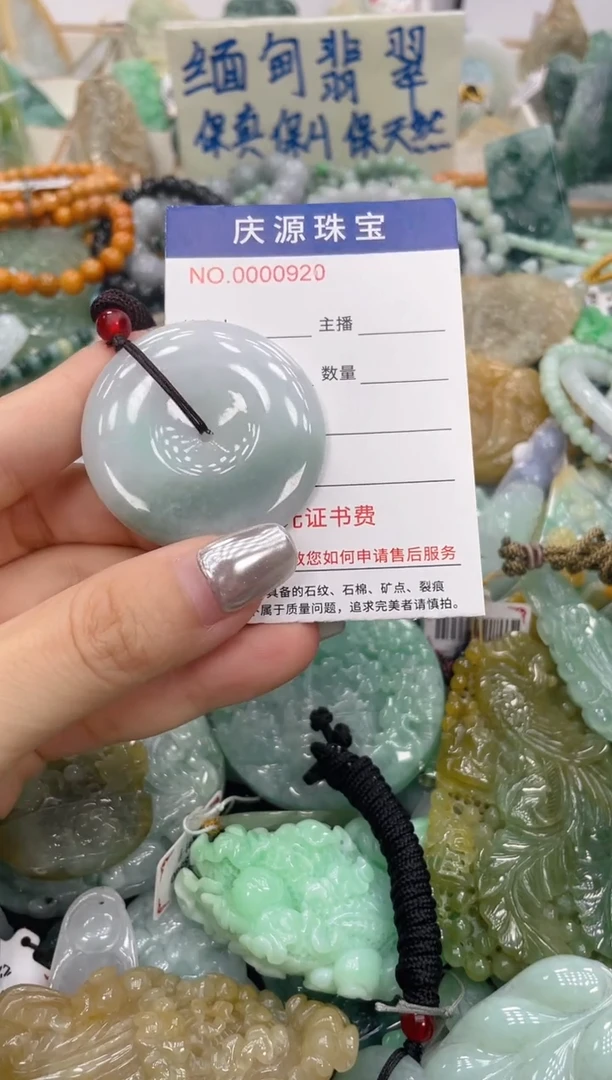 缅甸翡翠
保真保A保天然
庆源珠宝
NO.0000920
主播
数量
证书费
您如何申请售后服务
具备的石纹、石棉、矿点、裂痕
属于质量问题，追求完美者请慎拍。